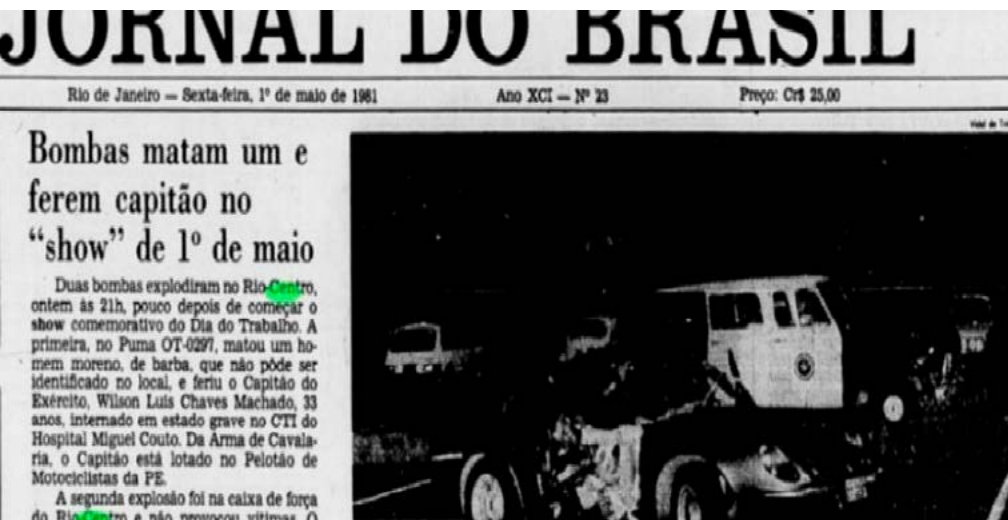 JORNAL DO BRASIL
Rio de Janeiro — Sexta-feira, 1º de maio de 1981
Ano XCI — Nº 23
Preço: Cr$ 25,00
Bombas matam um e
ferem capitão no
“show” de 1º de maio
Duas bombas explodiram no Rio-Centro,
ontem às 21h, pouco depois de começar o
show comemorativo do Dia do Trabalho. A
primeira, no Puma OT-0297, matou um ho-
mem moreno, de barba, que não pôde ser
identificado no local, e feriu o Capitão do
Exército, Wilson Luís Chaves Machado, 33
anos, internado em estado grave no CTI do
Hospital Miguel Couto. Da Arma de Cavala-
ria, o Capitão está lotado no Pelotão de
Motociclistas da PE.
A segunda explosão foi na caixa de força
do Rio-Centro e não provocou vítimas. O